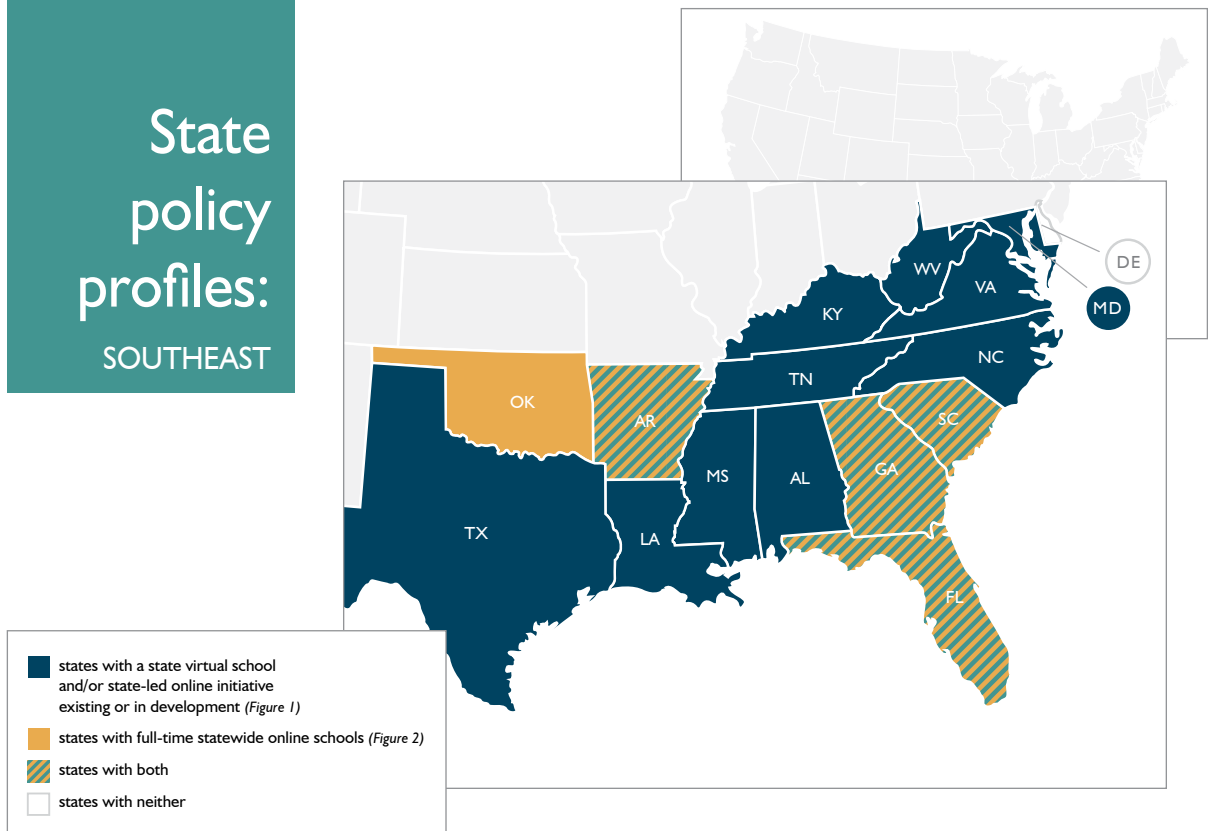 State
policy
profiles:
SOUTHEAST
DE
WV
VA
MD
KY
NC
TN
OK
AR
SC
GA
MS
AL
TX
LA
FL
states with a state virtual school
and/or state-led online initiative
existing or in development (Figure 1)
states with full-time statewide online schools (Figure 2)
states with both
states with neither